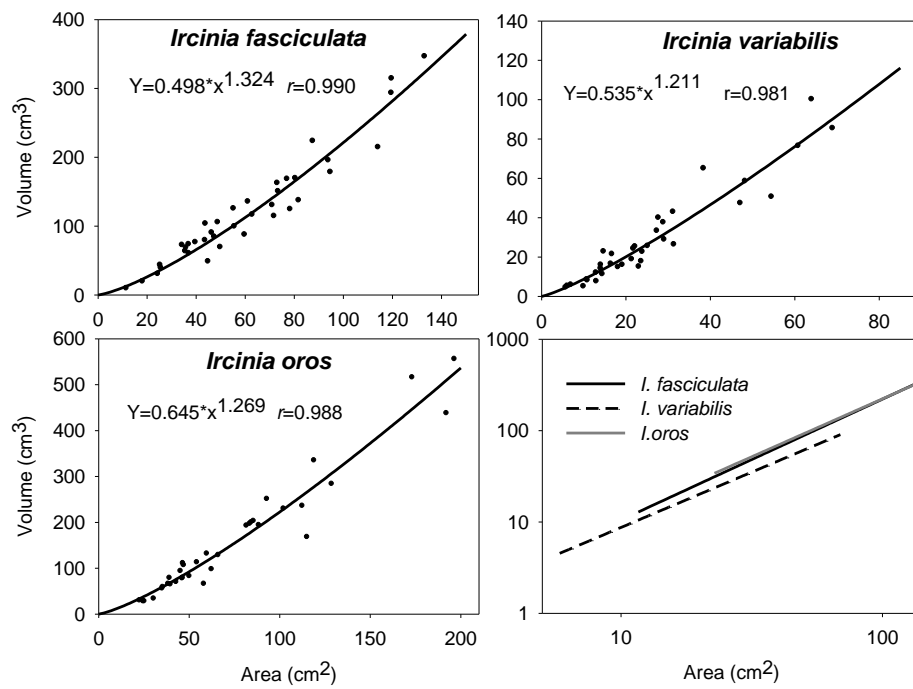 Ircinia fasciculata
Y=0.498*x^1.324 r=0.990
Volume (cm³)
400
300
200
100
0
0 20 40 60 80 100 120 140
Ircinia variabilis
Y=0.535*x^1.211 r=0.981
140
120
100
80
60
40
20
0
0 20 40 60 80
Ircinia oros
Y=0.645*x^1.269 r=0.988
Volume (cm³)
600
500
400
300
200
100
0
0 50 100 150 200
Area (cm²)
I. fasciculata
I. variabilis
I.oros
1000
100
10
1
10 100
Area (cm²)